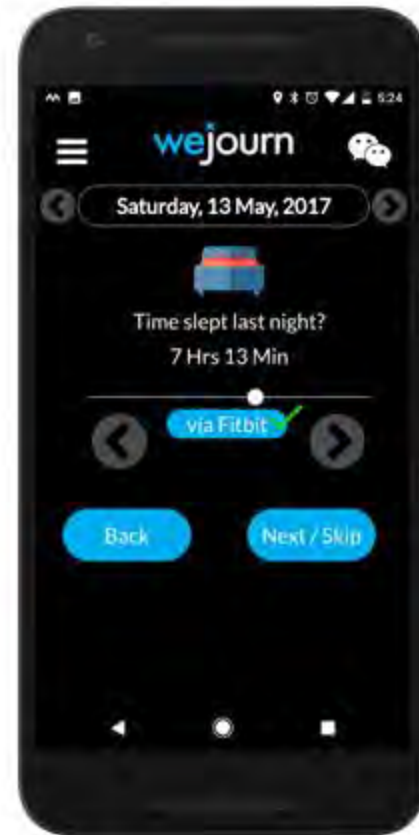 5:24
wejourn
Saturday, 13 May, 2017
Time slept last night?
7 Hrs 13 Min
via Fitbit
Back
Next / Skip